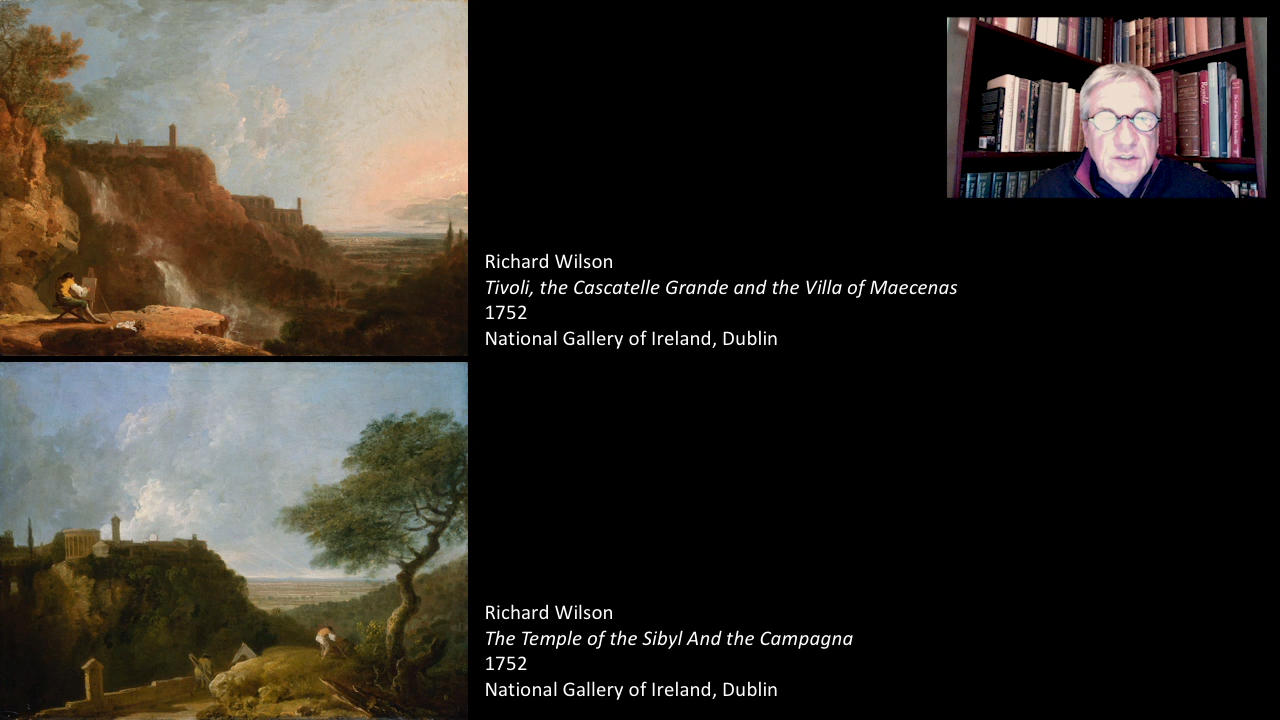 Richard Wilson
Tivoli, the Cascatelle Grande and the Villa of Maecenas
1752
National Gallery of Ireland, Dublin
Richard Wilson
The Temple of the Sibyl And the Campagna
1752
National Gallery of Ireland, Dublin